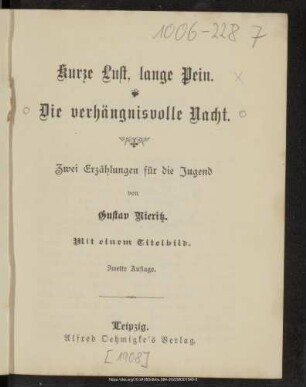 1006-228 7
Kurze Lust, lange Pein.
Die verhängnisvolle Nacht.
Zwei Erzählungen für die Jugend
von
Gustav Nieritz.
Mit einem Titelbild.
Zweite Auflage.
Leipzig.
Alfred Oehmigke's Verlag.
[1908]